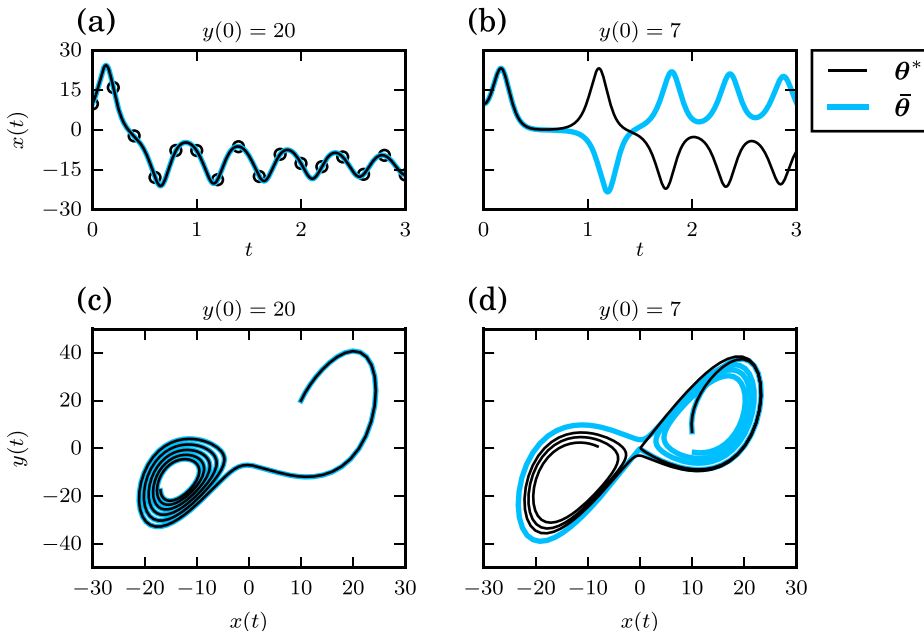 (a)
y(0) = 20
30
15
0
−15
−30
x(t)
0
1
2
3
t
(b)
y(0) = 7
0
1
2
3
t
θ*
θ̄
(c)
y(0) = 20
40
20
0
−20
−40
y(t)
−30 −20 −10 0 10 20 30
x(t)
(d)
y(0) = 7
−30 −20 −10 0 10 20 30
x(t)